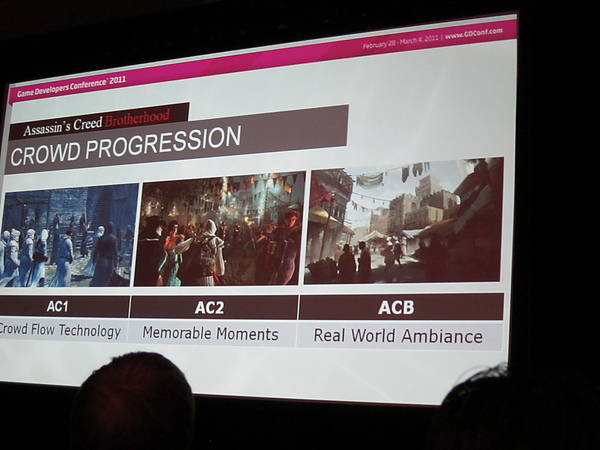 Game Developers Conference® 2011
February 28 - March 4, 2011 | www.GDConf.com
Assassin's Creed Brotherhood
CROWD PROGRESSION
AC1 AC2 ACB
Crowd Flow Technology Memorable Moments Real World Ambiance